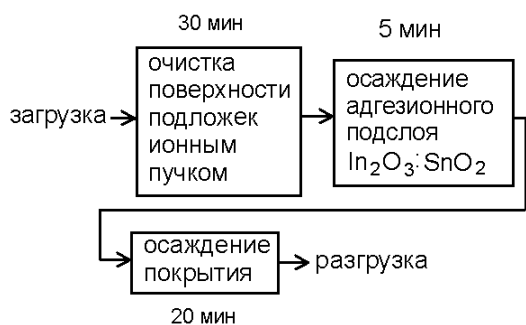 30 мин
5 мин
загрузка
очистка
поверхности
подложек
ионным
пучком
осаждение
адгезионного
подслоя
In₂O₃:SnO₂
осаждение
покрытия
разгрузка
20 мин